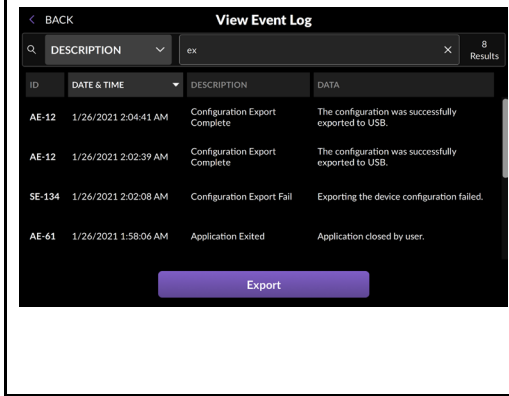 BACK
View Event Log
DESCRIPTION
ex
8
Results
ID
DATE & TIME
DESCRIPTION
DATA
AE-12
1/26/2021 2:04:41 AM
Configuration Export
Complete
The configuration was successfully
exported to USB.
AE-12
1/26/2021 2:02:39 AM
Configuration Export
Complete
The configuration was successfully
exported to USB.
SE-134
1/26/2021 2:02:08 AM
Configuration Export Fail
Exporting the device configuration failed.
AE-61
1/26/2021 1:58:06 AM
Application Exited
Application closed by user.
Export